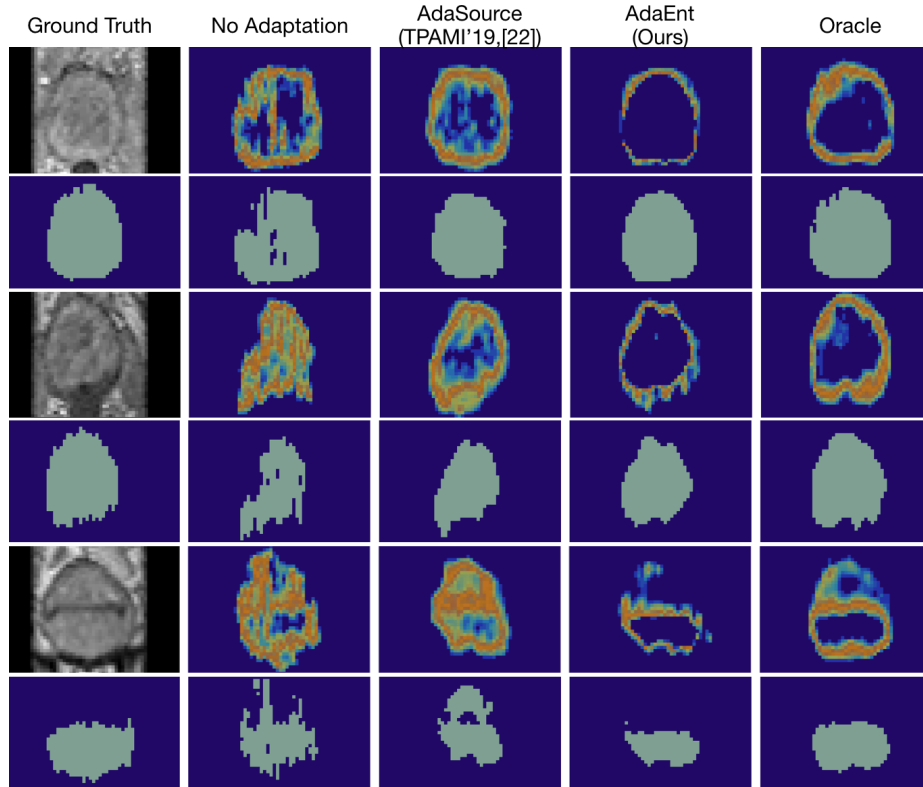 Ground Truth
No Adaptation
AdaSource
(TPAMI'19,[22])
AdaEnt
(Ours)
Oracle